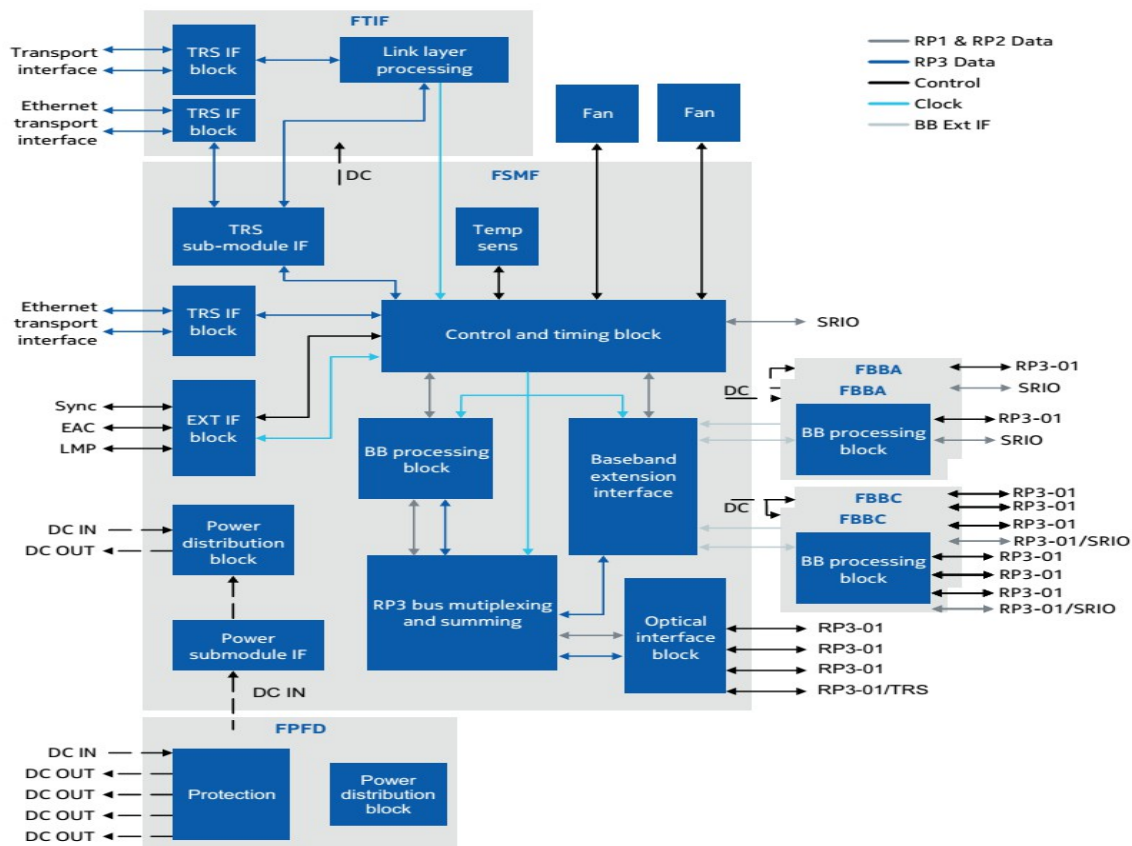 FTIF
TRS IF
block
Link layer
processing
Transport
interface
Ethernet
transport
interface
TRS IF
block
DC
Fan
Fan
RP1 & RP2 Data
RP3 Data
Control
Clock
BB Ext IF
FSMF
TRS
sub-module IF
Temp
sens
Ethernet
transport
interface
TRS IF
block
Control and timing block
SRIO
Sync
EAC
LMP
EXT IF
block
BB processing
block
Baseband
extension
interface
DC
FBBA
FBBA
BB processing
block
RP3-01
SRIO
RP3-01
SRIO
DC
FBBC
FBBC
BB processing
block
RP3-01
RP3-01
RP3-01
RP3-01/SRIO
RP3-01
RP3-01
RP3-01
RP3-01/SRIO
DC IN
DC OUT
Power
distribution
block
RP3 bus mutiplexing
and summing
Optical
interface
block
RP3-01
RP3-01
RP3-01
RP3-01/TRS
Power
submodule IF
DC IN
FPFD
DC IN
DC OUT
DC OUT
DC OUT
DC OUT
Protection
Power
distribution
block